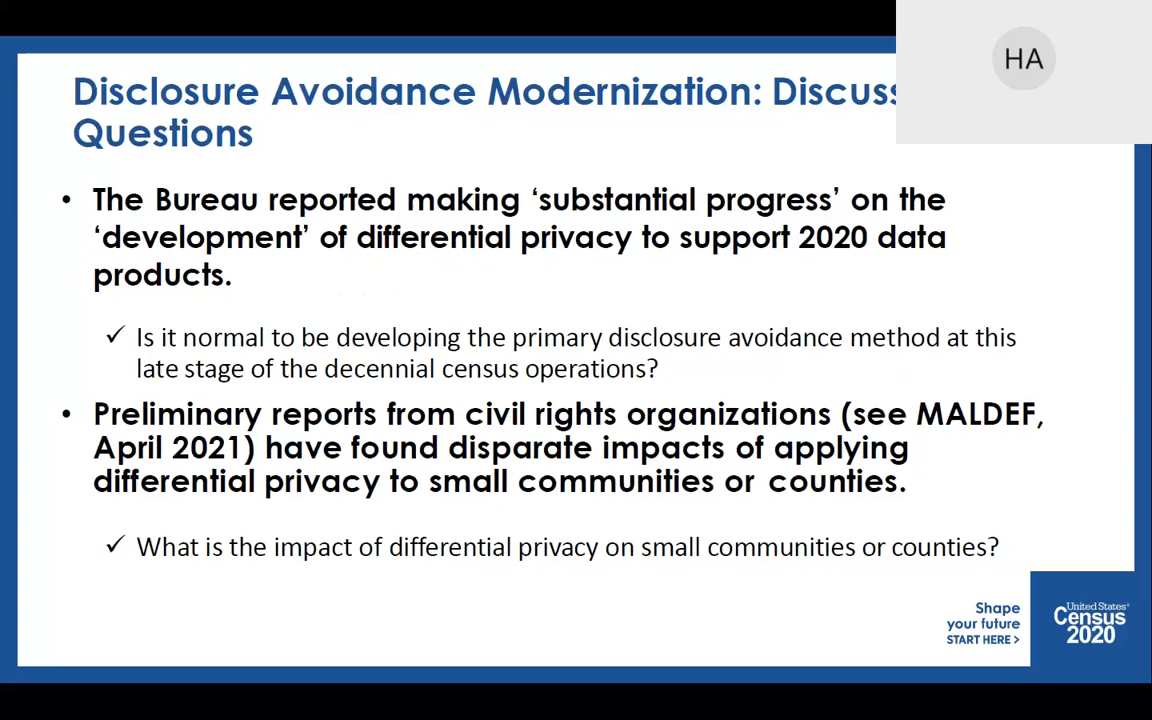 HA
Disclosure Avoidance Modernization:
Questions
• The Bureau reported making ‘substantial progress’ on the
‘development’ of differential privacy to support 2020 data
products.
✓ Is it normal to be developing the primary disclosure avoidance method at this
late stage of the decennial census operations?
• Preliminary reports from civil rights organizations (see MALDEF,
April 2021) have found disparate impacts of applying
differential privacy to small communities or counties.
✓ What is the impact of differential privacy on small communities or counties?
Shape
your future
START HERE >
United States®
Census
2020